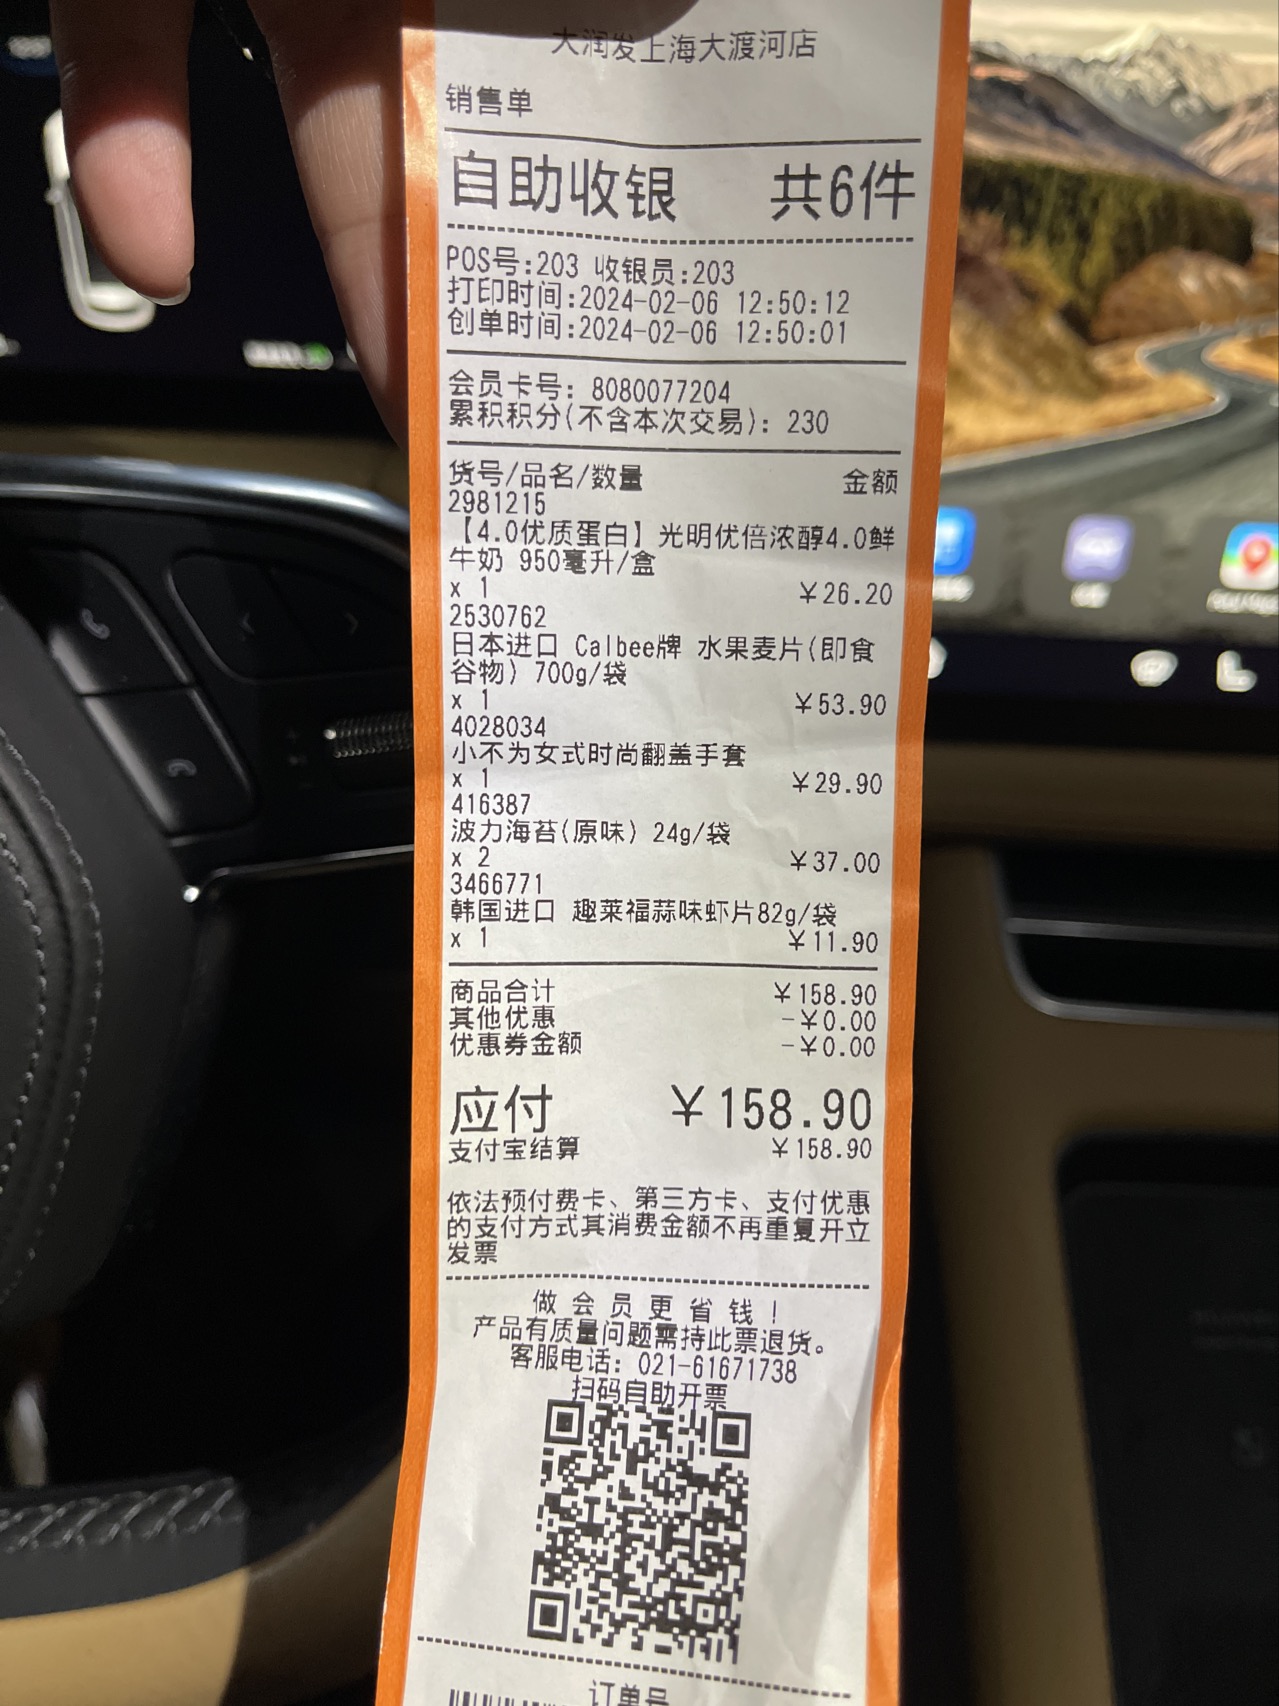 大润发上海大渡河店
销售单
自助收银 共6件
POS号:203 收银员:203
打印时间:2024-02-06 12:50:12
创单时间:2024-02-06 12:50:01
会员卡号: 8080077204
累积积分(不含本次交易): 230
货号/品名/数量 金额
2981215
【4.0优质蛋白】光明优倍浓醇4.0鲜
牛奶 950毫升/盒
x 1 ¥26.20
2530762
日本进口 Calbee牌 水果麦片(即食
谷物) 700g/袋
x 1 ¥53.90
4028034
小不为女式时尚翻盖手套
x 1 ¥29.90
416387
波力海苔(原味) 24g/袋
x 2 ¥37.00
3466771
韩国进口 趣莱福蒜味虾片82g/袋
x 1 ¥11.90
商品合计 ¥158.90
其他优惠 -¥0.00
优惠券金额 -¥0.00
应付 ¥158.90
支付宝结算 ¥158.90
依法预付费卡、第三方卡、支付优惠
的支付方式其消费金额不再重复开立
发票
做会员更省钱!
产品有质量问题需持此票退货。
客服电话: 021-61671738
扫码自助开票
订单号